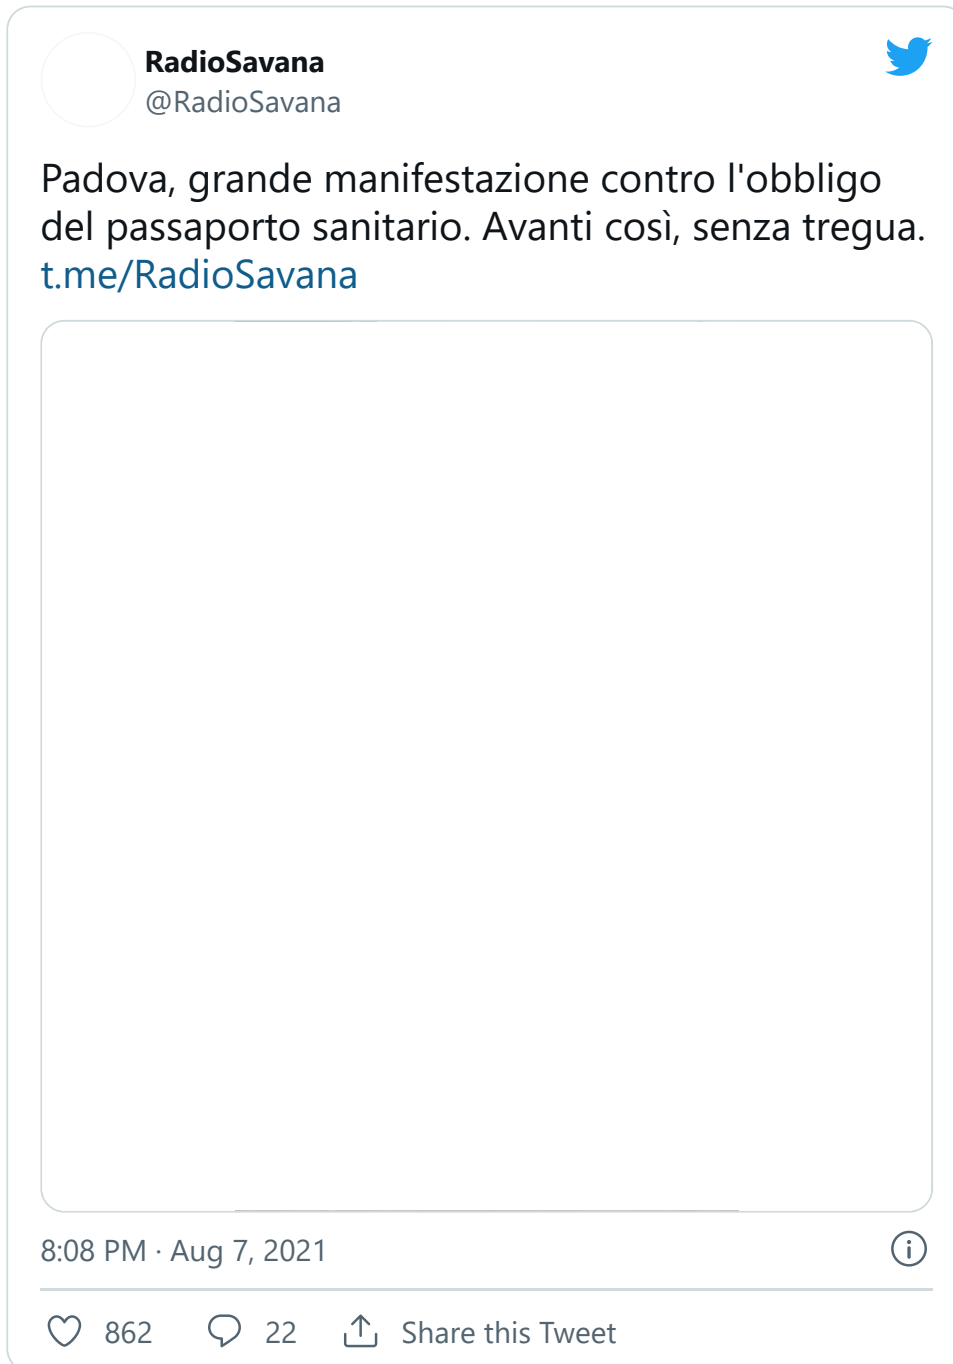 RadioSavana
@RadioSavana
Padova, grande manifestazione contro l'obbligo
del passaporto sanitario. Avanti così, senza tregua.
t.me/RadioSavana
8:08 PM · Aug 7, 2021
862 22 Share this Tweet